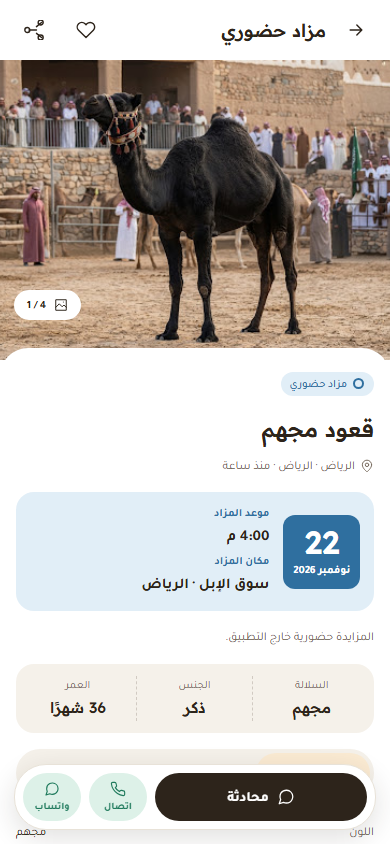 مزاد حضوري
1 / 4
مزاد حضوري
قعود مجهم
الرياض · الرياض · منذ ساعة
22
نوفمبر 2026
موعد المزاد
4:00 م
مكان المزاد
سوق الإبل · الرياض
المزايدة حضورية خارج التطبيق.
السلالة
مجهم
الجنس
ذكر
العمر
36 شهرًا
محادثة
اتصال
واتساب
اللون
مجهم